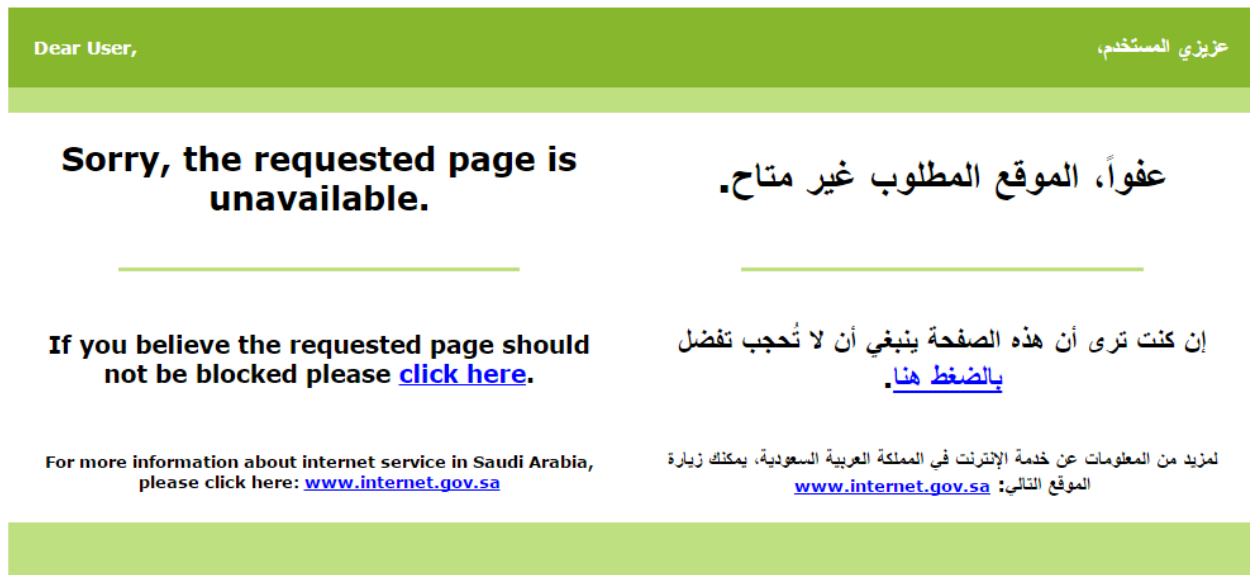 Dear User,
عزيزي المستخدم،
Sorry, the requested page is
unavailable.
عفواً، الموقع المطلوب غير متاح.
If you believe the requested page should
not be blocked please click here.
إن كنت ترى أن هذه الصفحة ينبغي أن لا تُحجب تفضل
بالضغط هنا.
For more information about internet service in Saudi Arabia,
please click here: www.internet.gov.sa
لمزيد من المعلومات عن خدمة الإنترنت في المملكة العربية السعودية، يمكنك زيارة
الموقع التالي: www.internet.gov.sa